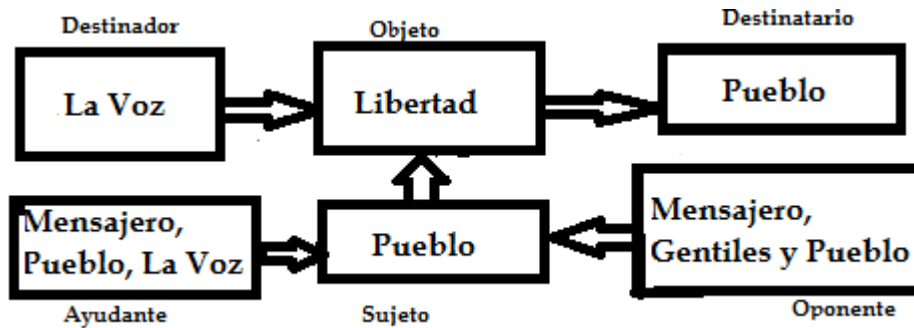 Destinador
Objeto
Destinatario
La Voz
Libertad
Pueblo
Mensajero,
Pueblo, La Voz
Pueblo
Mensajero,
Gentiles y Pueblo
Ayudante
Sujeto
Oponente